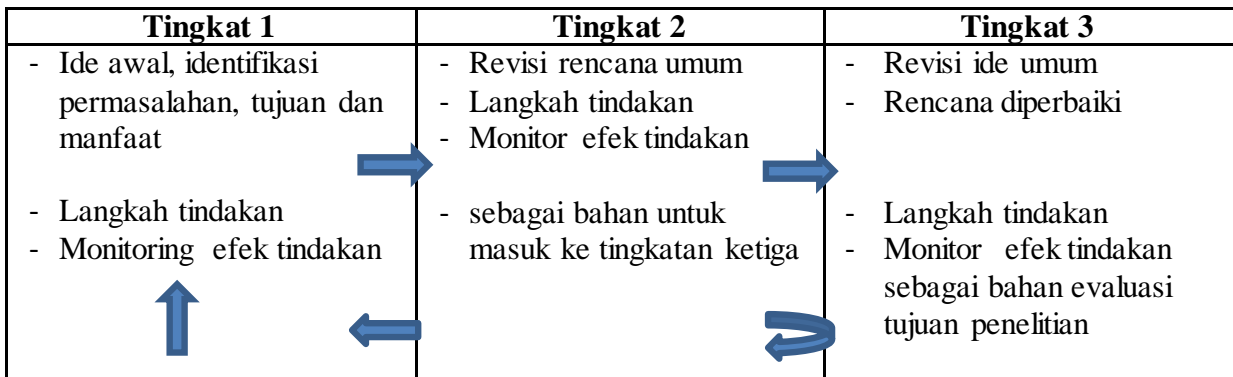 Tingkat 1
Tingkat 2
Tingkat 3
- Ide awal, identifikasi
permasalahan, tujuan dan
manfaat
- Langkah tindakan
- Monitoring efek tindakan
- Revisi rencana umum
- Langkah tindakan
- Monitor efek tindakan
- sebagai bahan untuk
masuk ke tingkatan ketiga
- Revisi ide umum
- Rencana diperbaiki
- Langkah tindakan
- Monitor efek tindakan
sebagai bahan evaluasi
tujuan penelitian